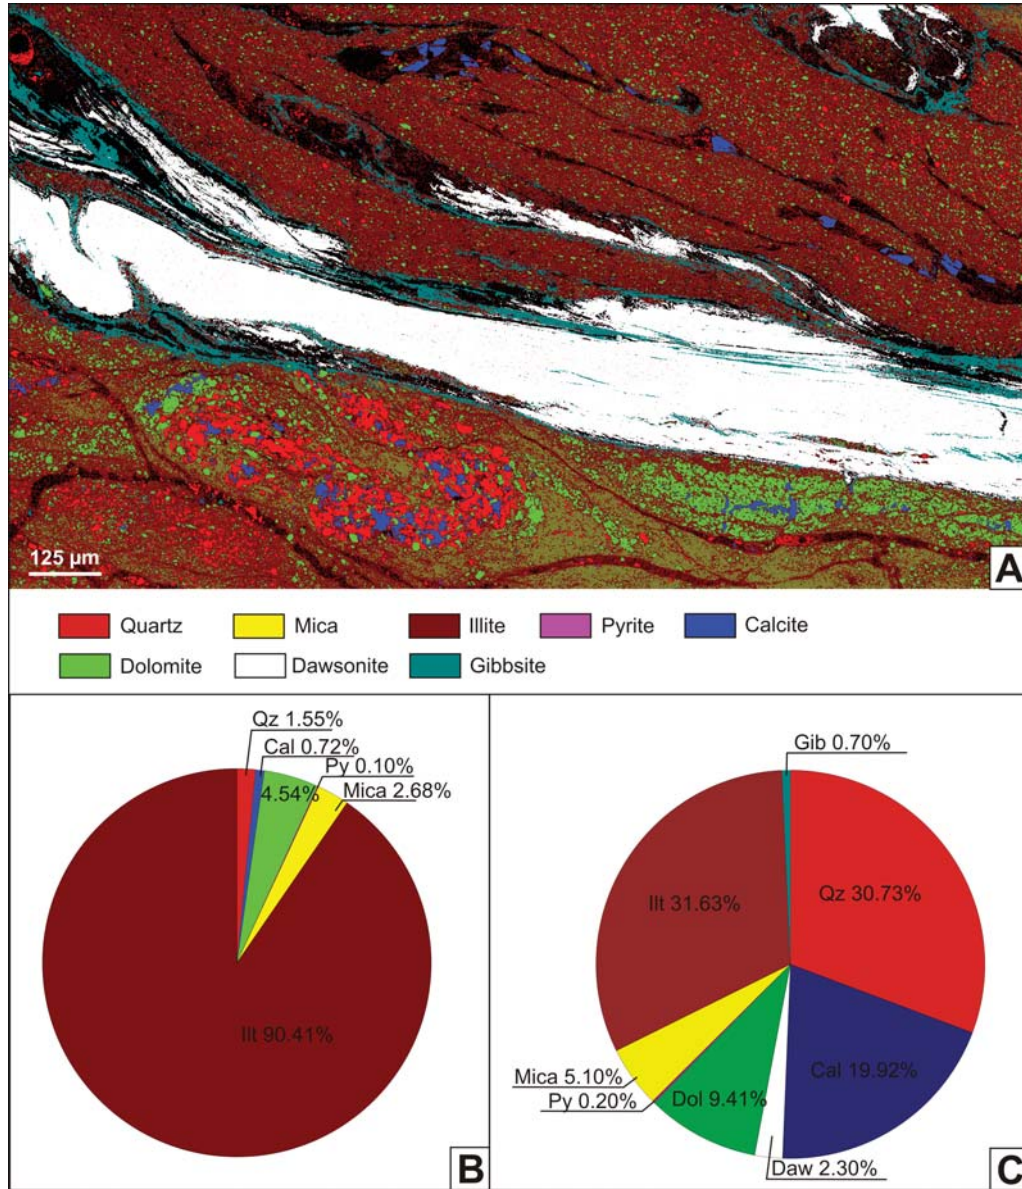 A
125 µm
Quartz Mica Illite Pyrite Calcite
Dolomite Dawsonite Gibbsite
Qz 1.55%
Cal 0.72%
Py 0.10%
4.54%
Mica 2.68%
Illt 90.41%
B
Gib 0.70%
Illt 31.63%
Qz 30.73%
Mica 5.10%
Py 0.20%
Dol 9.41%
Cal 19.92%
Daw 2.30%
C